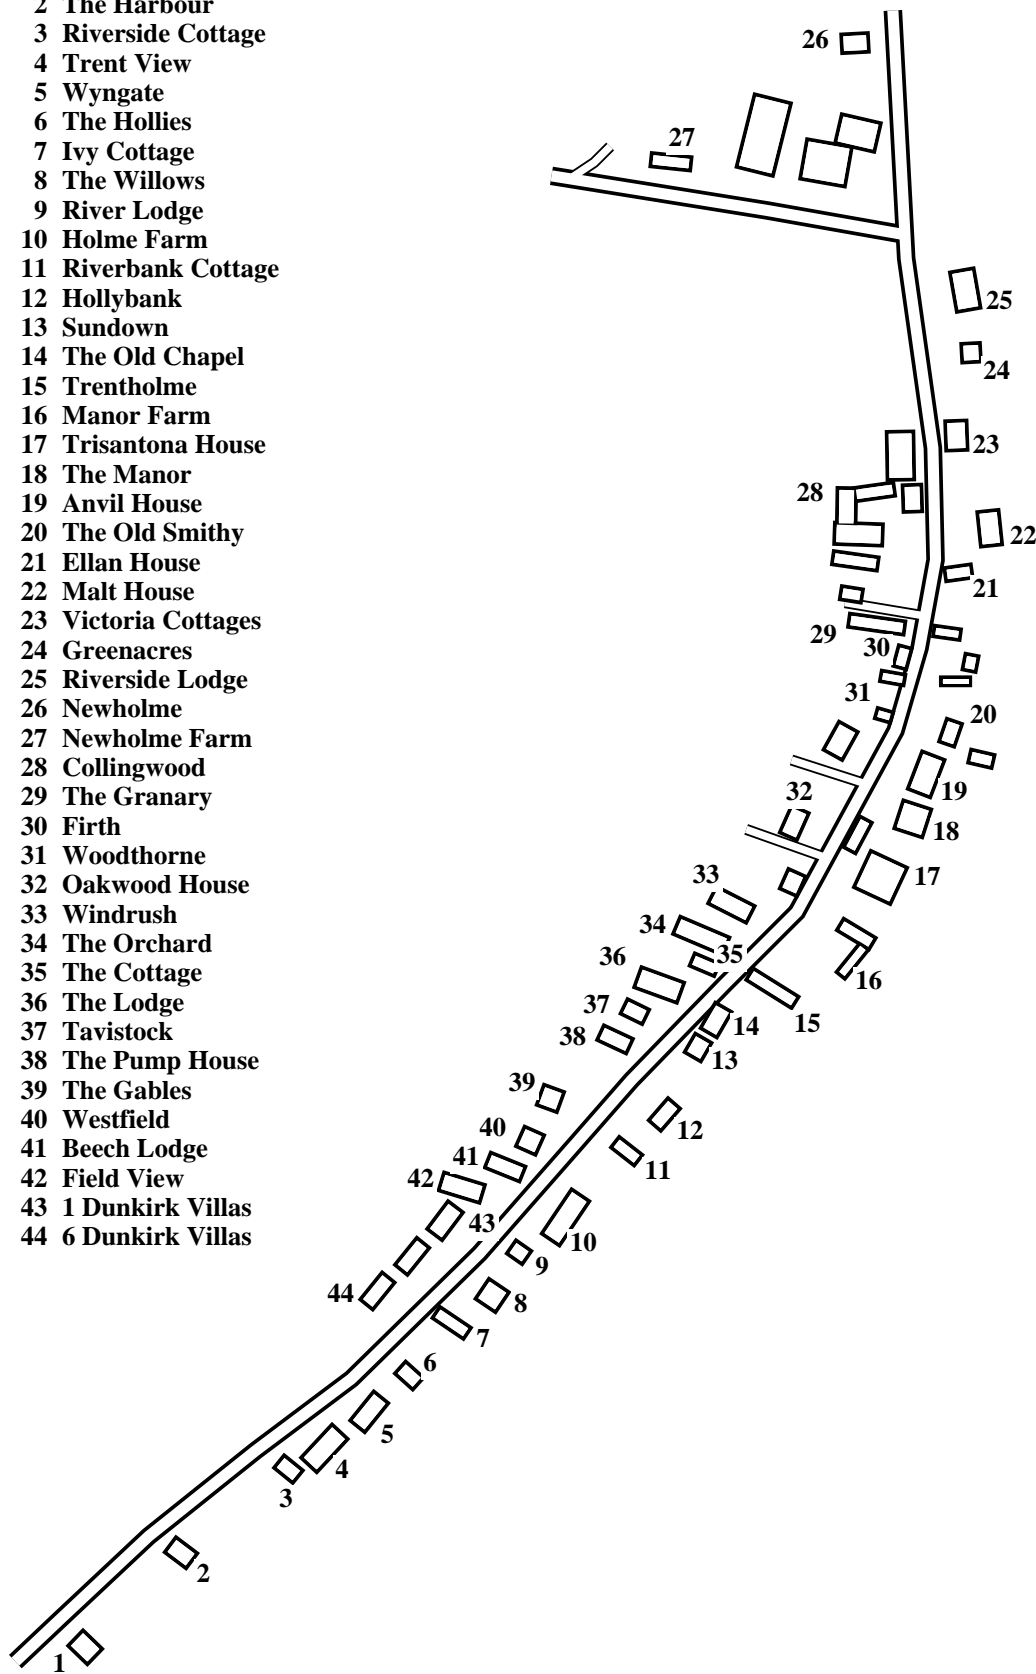 2 The Harbour
3 Riverside Cottage
4 Trent View
5 Wyngate
6 The Hollies
7 Ivy Cottage
8 The Willows
9 River Lodge
10 Holme Farm
11 Riverbank Cottage
12 Hollybank
13 Sundown
14 The Old Chapel
15 Trentholme
16 Manor Farm
17 Trisantona House
18 The Manor
19 Anvil House
20 The Old Smithy
21 Ellan House
22 Malt House
23 Victoria Cottages
24 Greenacres
25 Riverside Lodge
26 Newholme
27 Newholme Farm
28 Collingwood
29 The Granary
30 Firth
31 Woodthorne
32 Oakwood House
33 Windrush
34 The Orchard
35 The Cottage
36 The Lodge
37 Tavistock
38 The Pump House
39 The Gables
40 Westfield
41 Beech Lodge
42 Field View
43 1 Dunkirk Villas
44 6 Dunkirk Villas
26
27
25
24
23
28
22
21
29
30
31
20
19
32
18
33
17
34
35
36
16
37
15
14
38
13
39
12
40
41
11
42
43
10
9
44
8
7
6
5
4
3
2
1